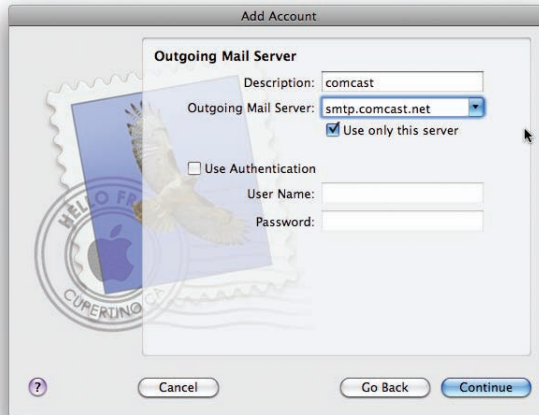 Add Account
Outgoing Mail Server
Description: comcast
Outgoing Mail Server: smtp.comcast.net
Use only this server
Use Authentication
User Name:
Password:
HELLO FR
CUPERTINO CA
?
Cancel
Go Back
Continue